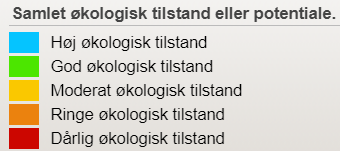 Samlet økologisk tilstand eller potentiale.
Høj økologisk tilstand
God økologisk tilstand
Moderat økologisk tilstand
Ringe økologisk tilstand
Dårlig økologisk tilstand